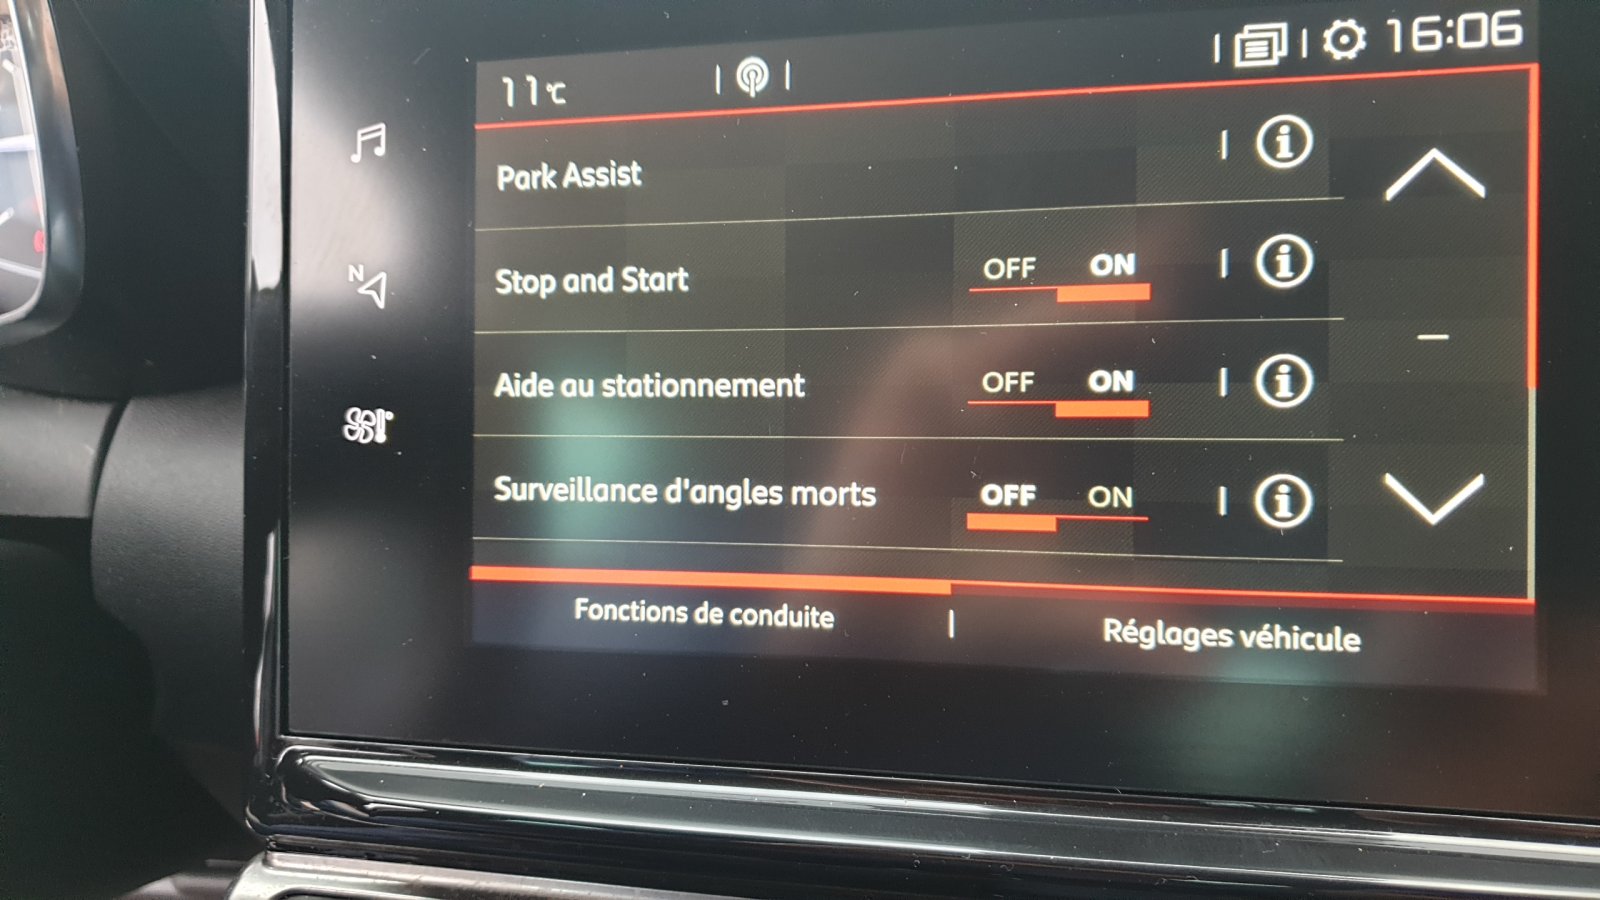 11°C
16:06
Park Assist
Stop and Start OFF ON
Aide au stationnement OFF ON
Surveillance d'angles morts OFF ON
Fonctions de conduite
Réglages véhicule
N